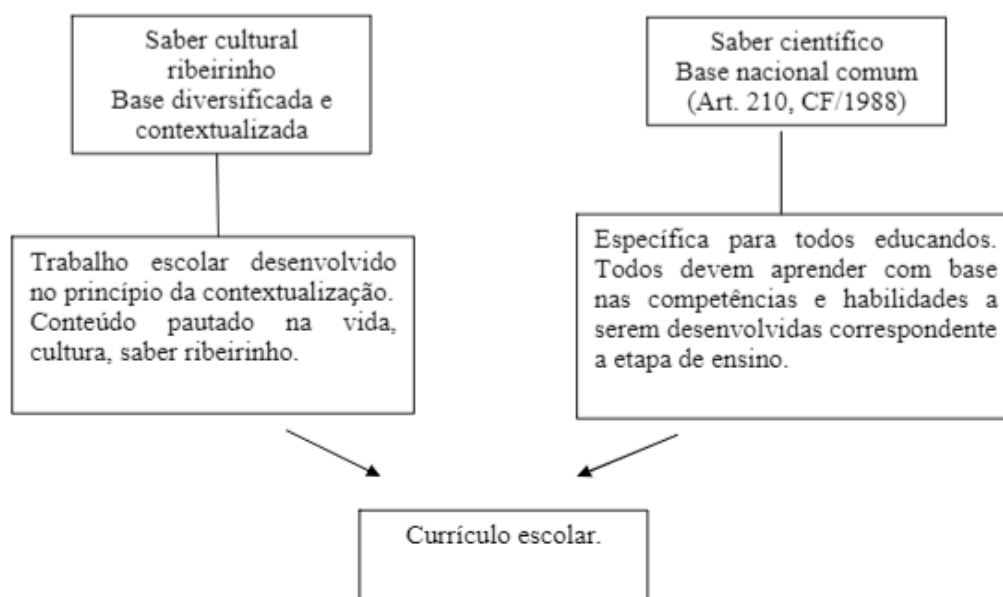 Saber cultural
ribeirinho
Base diversificada e
contextualizada
Saber científico
Base nacional comum
(Art. 210, CF/1988)
Trabalho escolar desenvolvido
no princípio da contextualização.
Conteúdo pautado na vida,
cultura, saber ribeirinho.
Específica para todos educandos.
Todos devem aprender com base
nas competências e habilidades a
serem desenvolvidas correspondente
a etapa de ensino.
Currículo escolar.